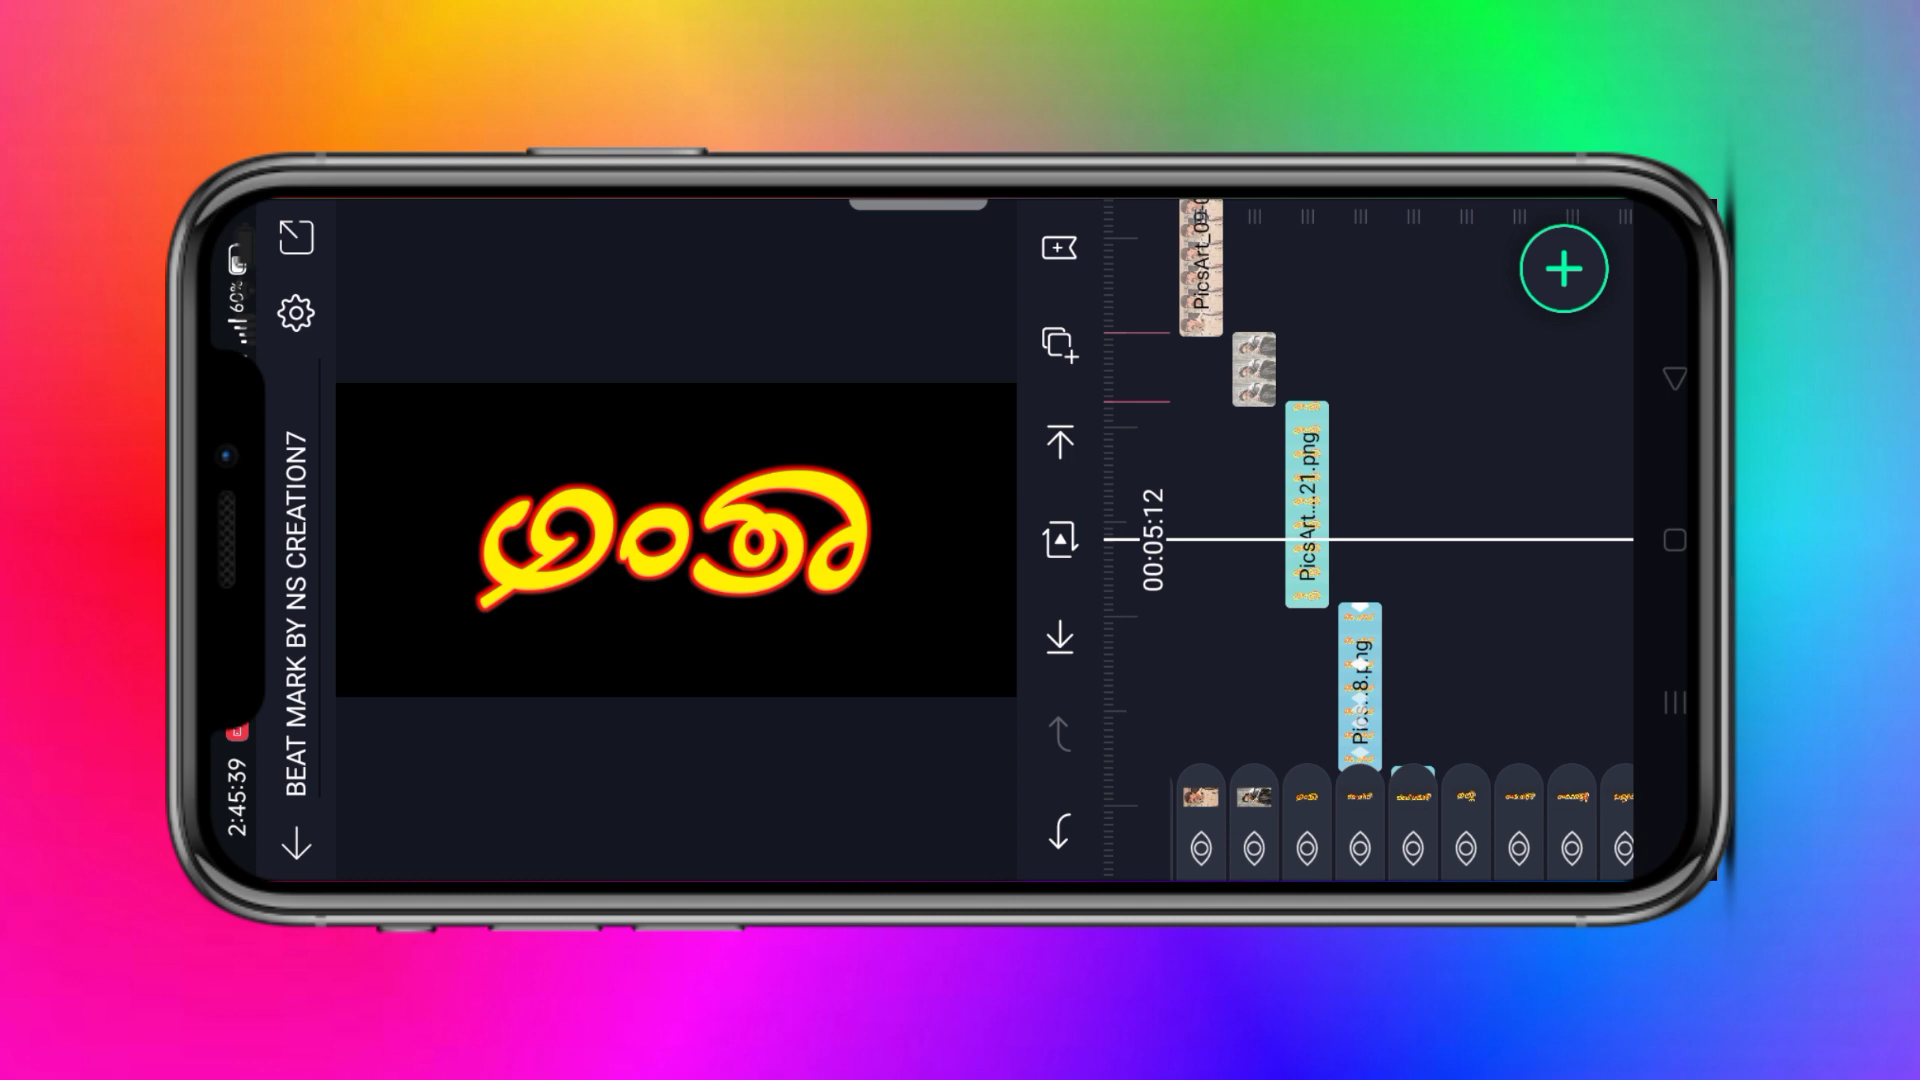 2:45:39
60%
BEAT MARK BY NS CREATION7
ಅಂತಾ
00:05:12
PicsArt_09-0
PicsArt...21.png
Pics...8.png